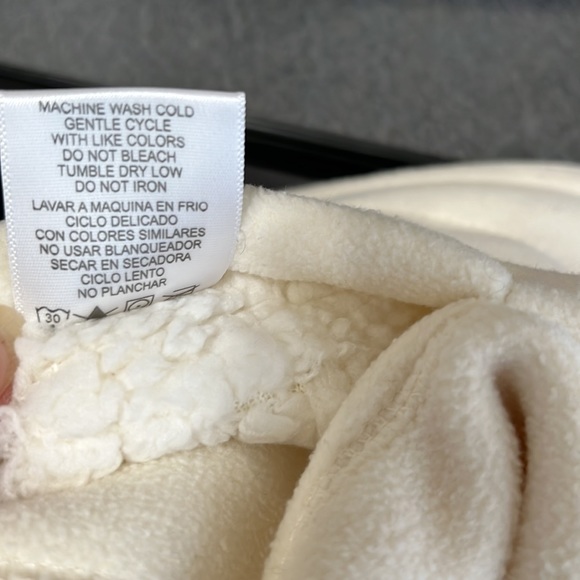 MACHINE WASH COLD
GENTLE CYCLE
WITH LIKE COLORS
DO NOT BLEACH
TUMBLE DRY LOW
DO NOT IRON
LAVAR A MAQUINA EN FRIO
CICLO DELICADO
CON COLORES SIMILARES
NO USAR BLANQUEADOR
SECAR EN SECADORA
CICLO LENTO
NO PLANCHAR
30